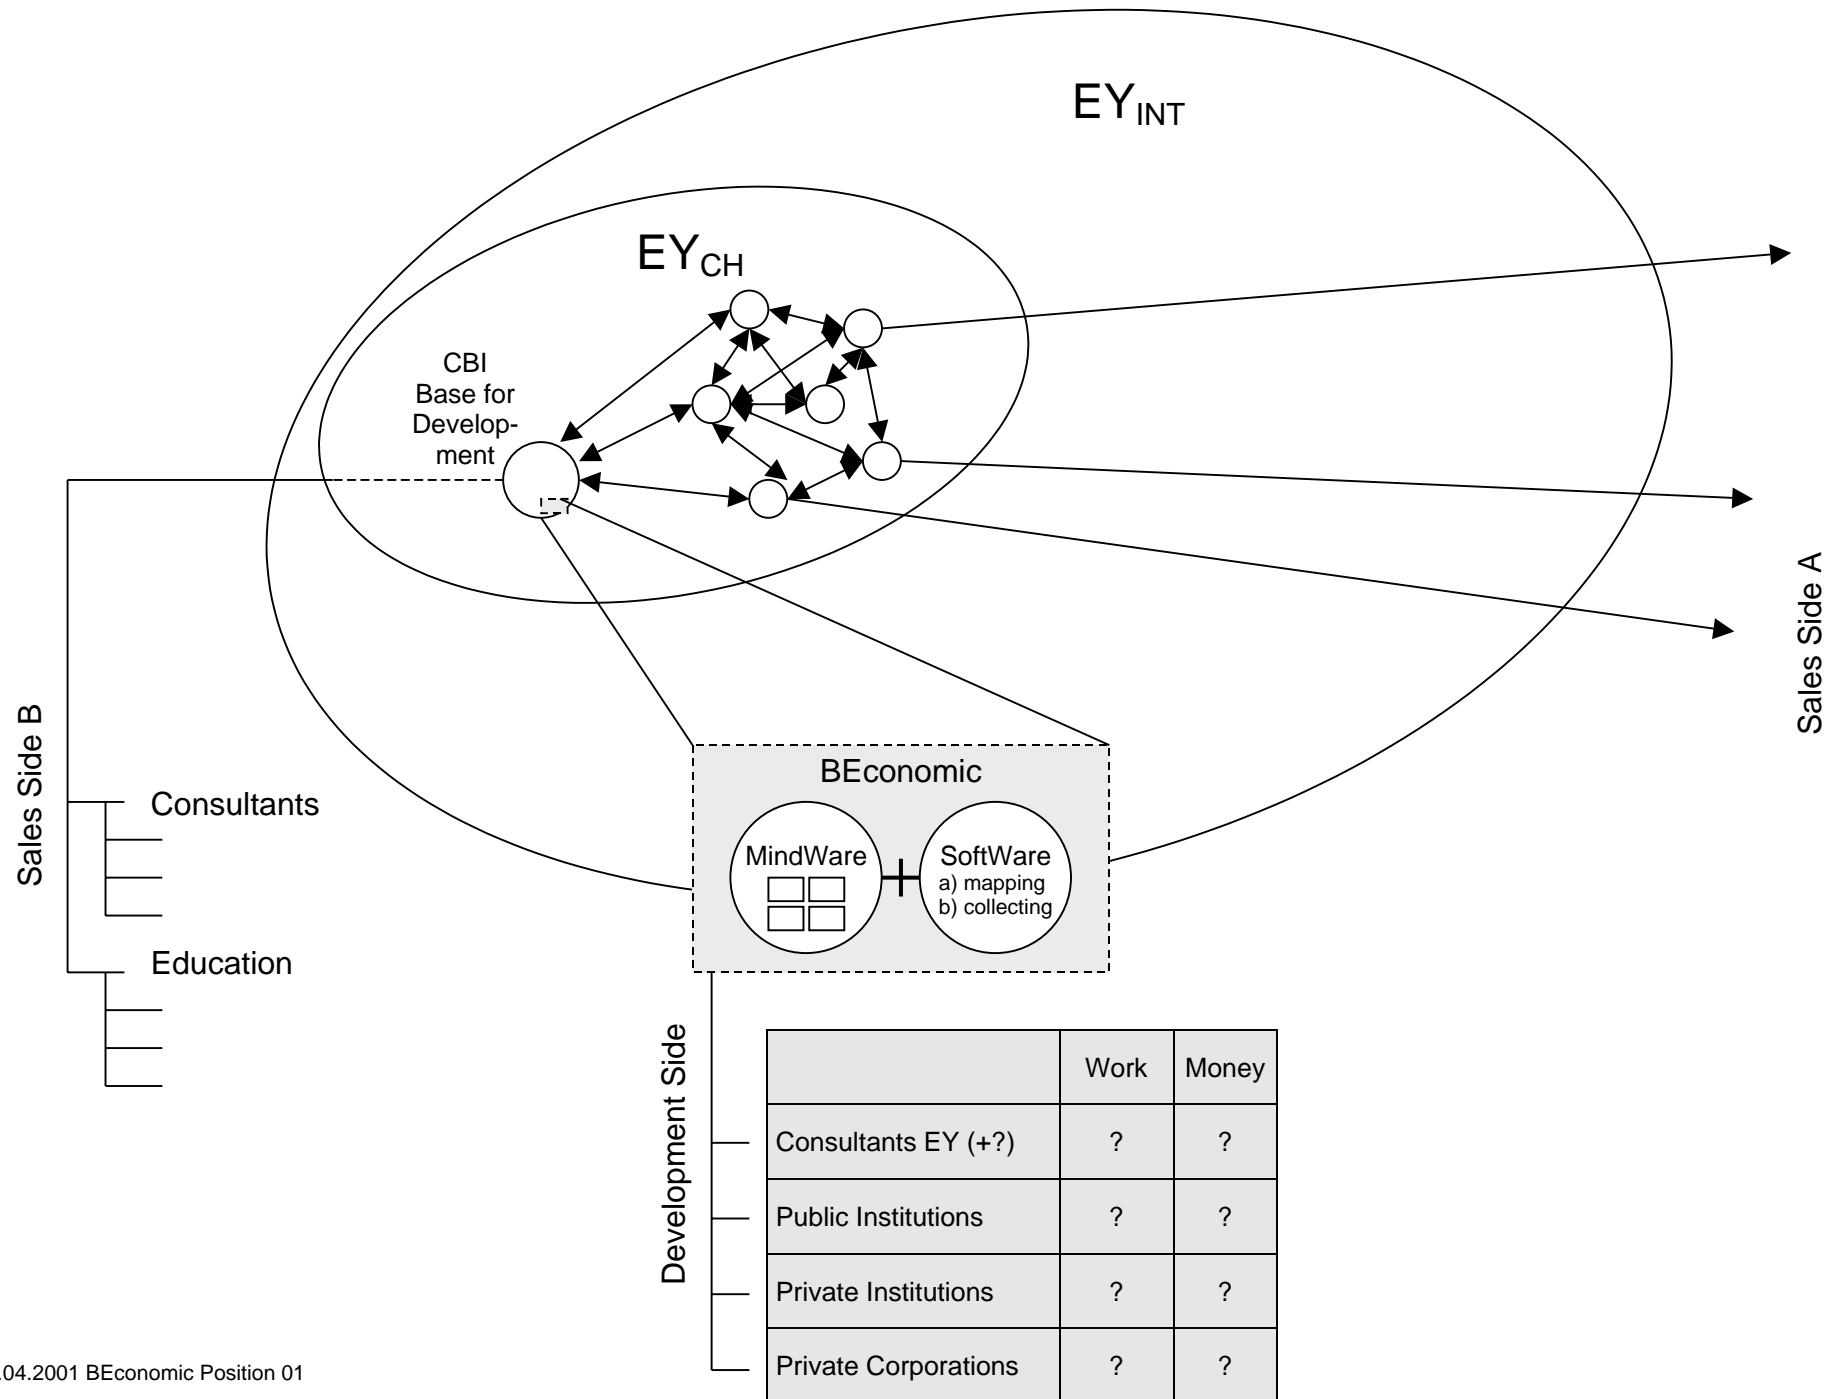 EY INT
EY CH
CBI
Base for
Develop-
ment
Sales Side A
Sales Side B
Consultants
Education
BEconomic
MindWare
SoftWare
a) mapping
b) collecting
Development Side
Work Money
Consultants EY (+?) ? ?
Public Institutions ? ?
Private Institutions ? ?
Private Corporations ? ?
.04.2001 BEconomic Position 01